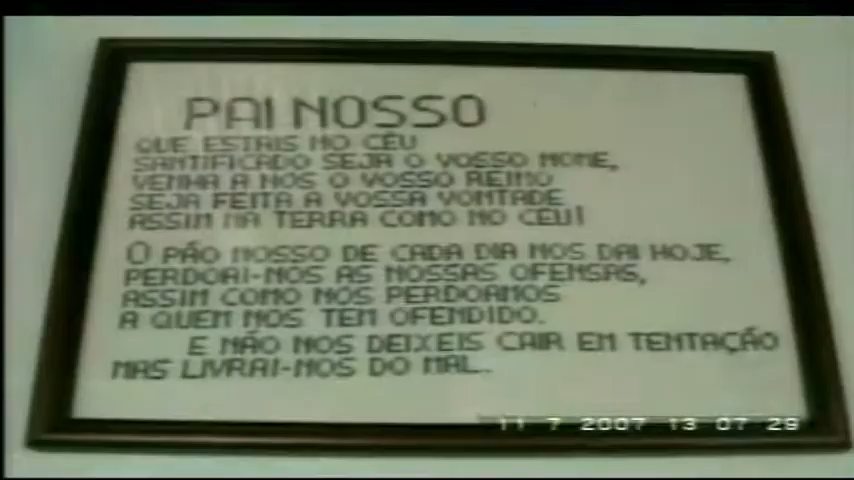 PAI NOSSO
QUE ESTAIS NO CÉU
SANTIFICADO SEJA O VOSSO NOME,
VENHA A NÓS O VOSSO REINO
SEJA FEITA A VOSSA VONTADE
ASSIM NA TERRA COMO NO CÉU!
O PÃO NOSSO DE CADA DIA NOS DAI HOJE,
PERDOAI-NOS AS NOSSAS OFENSAS,
ASSIM COMO NÓS PERDOAMOS
A QUEM NOS TEM OFENDIDO.
E NÃO NOS DEIXEIS CAIR EM TENTAÇÃO
MAS LIVRAI-NOS DO MAL.
11 7 2007 13 07 29